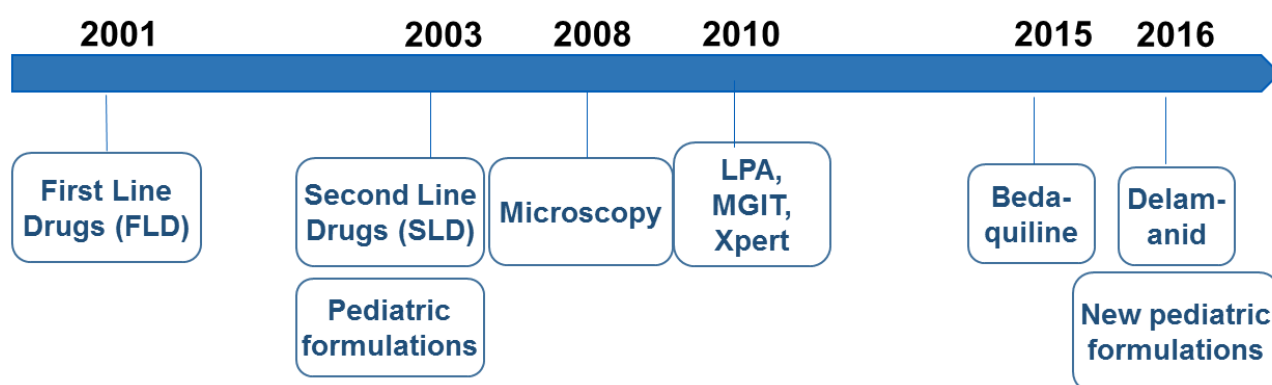 2001
2003
2008
2010
2015
2016
First Line
Drugs (FLD)
Second Line
Drugs (SLD)
Pediatric
formulations
Microscopy
LPA,
MGIT,
Xpert
Beda-
quiline
Delam-
anid
New pediatric
formulations